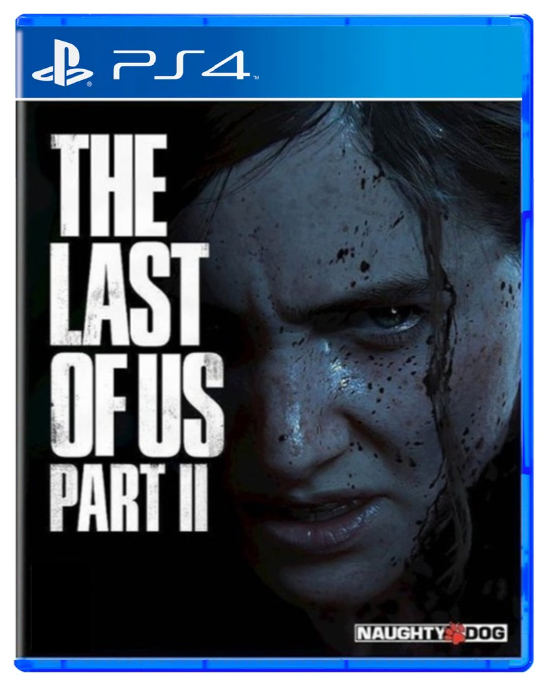 PS4
THE
LAST
OF US
PART II
NAUGHTY DOG